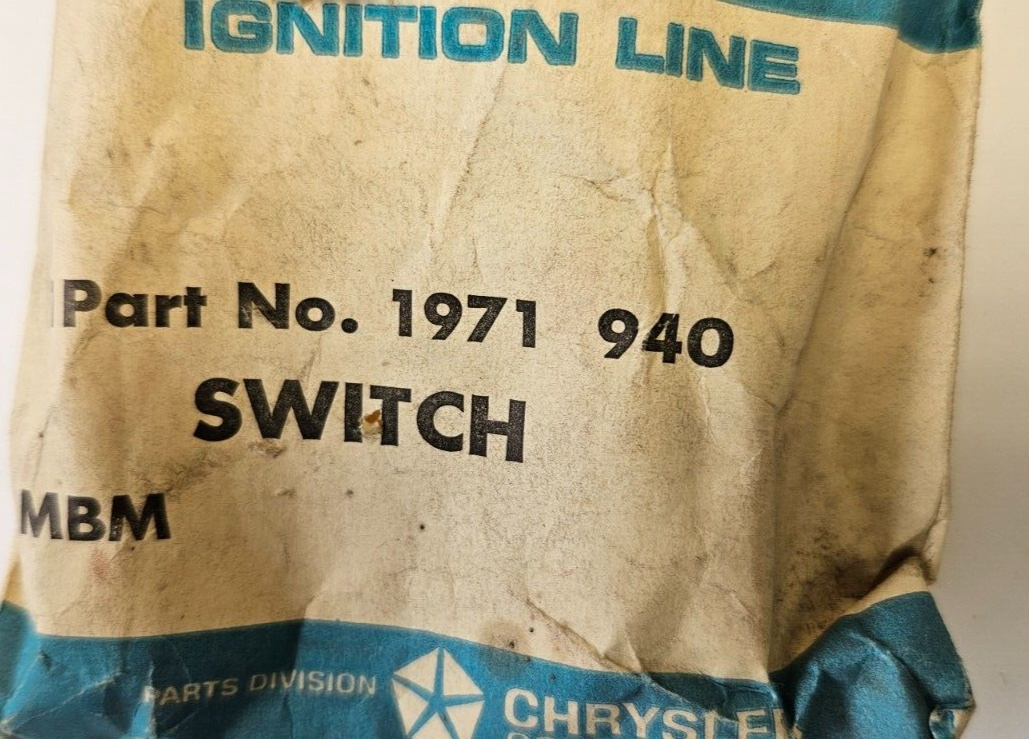 IGNITION LINE
Part No. 1971 940
SWITCH
MBM
PARTS DIVISION
CHRYSLER